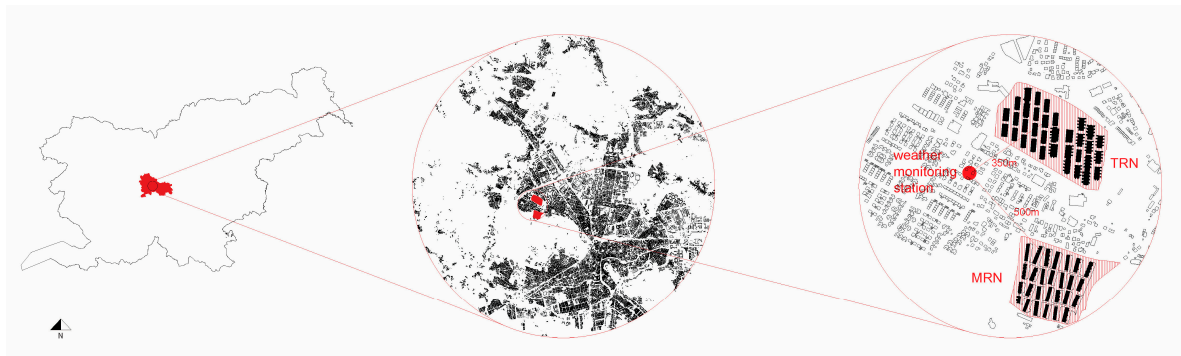 N
weather
monitoring
station
350m
TRN
500m
MRN